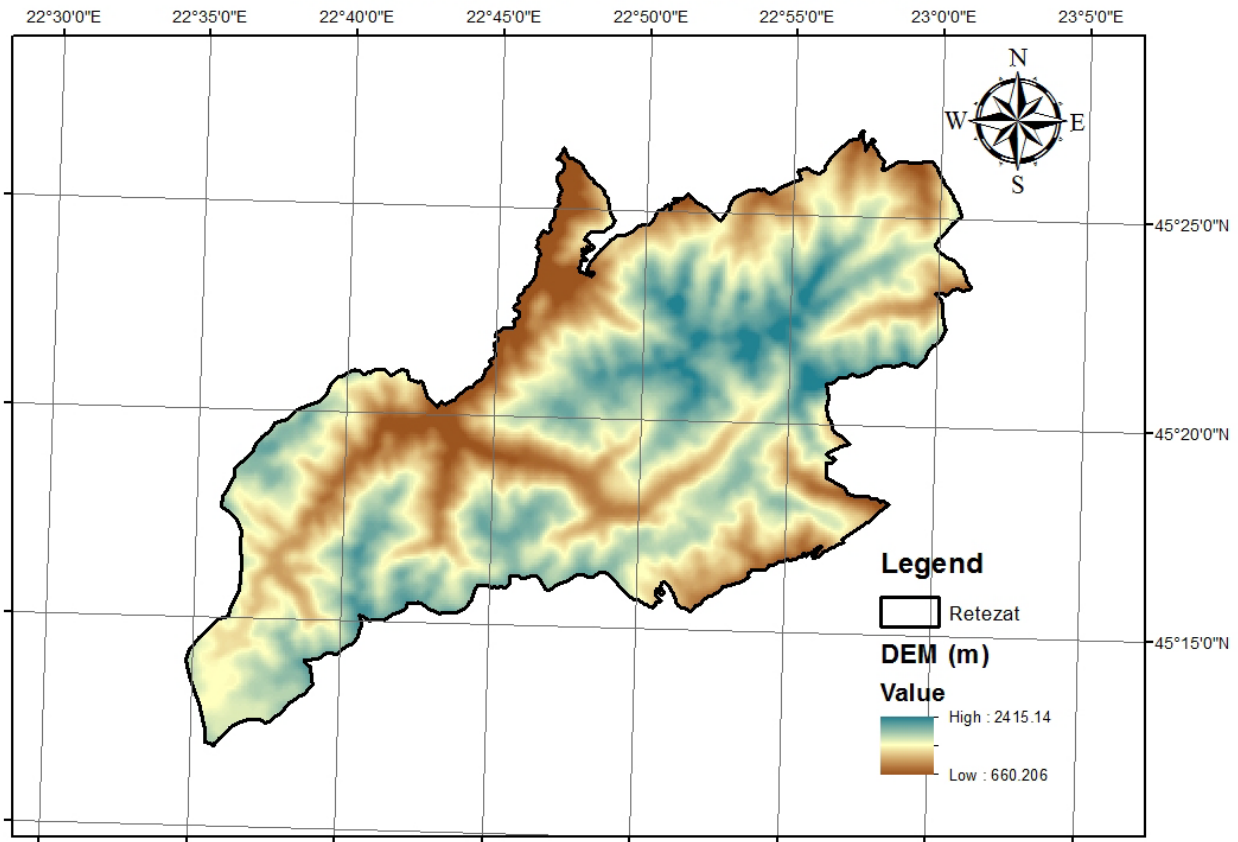 22°30'0"E 22°35'0"E 22°40'0"E 22°45'0"E 22°50'0"E 22°55'0"E 23°0'0"E 23°5'0"E
N
W E
S
45°25'0"N
45°20'0"N
45°15'0"N
Legend
Retezat
DEM (m)
Value
High : 2415.14
Low : 660.206